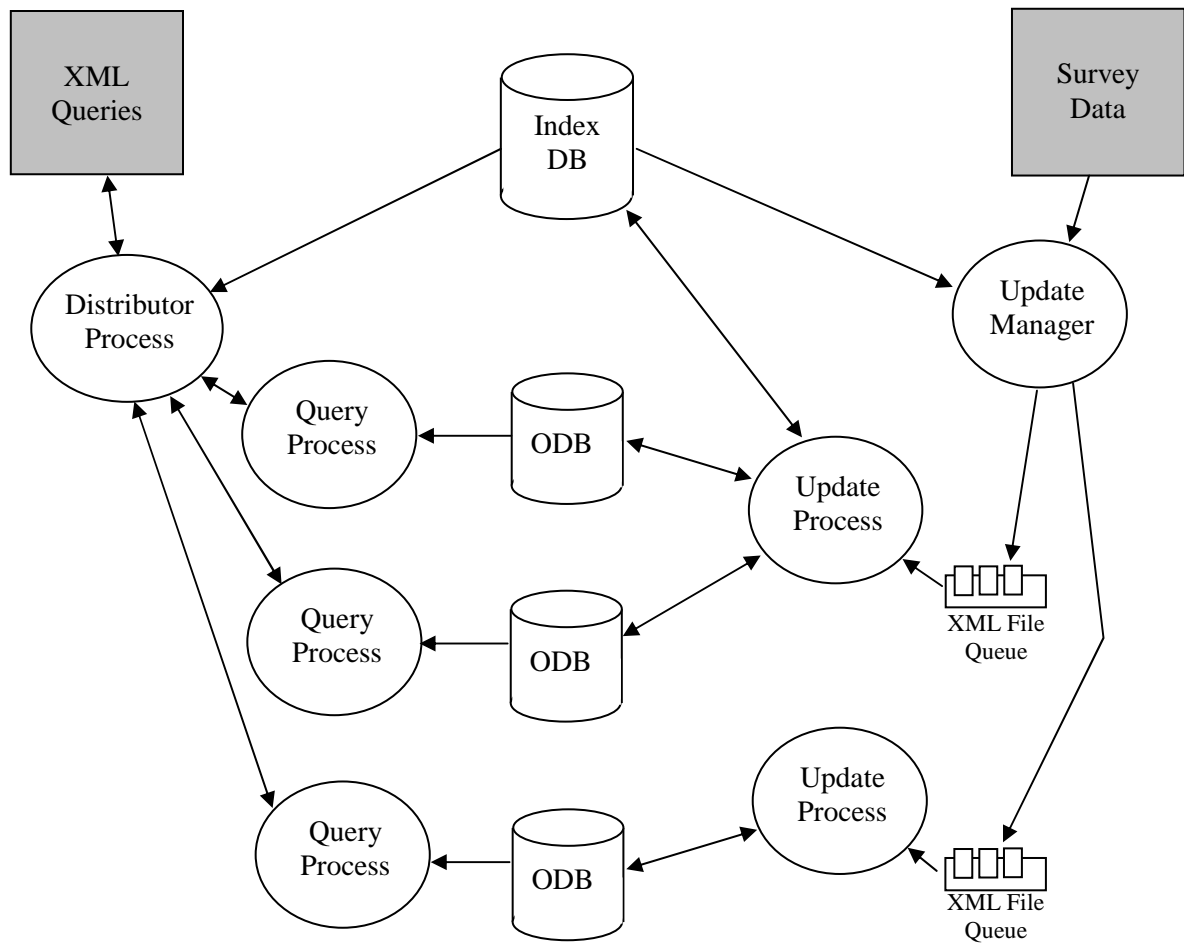 XML
Queries
Index
DB
Survey
Data
Distributor
Process
Update
Manager
Query
Process
ODB
Update
Process
XML File
Queue
Query
Process
ODB
Query
Process
ODB
Update
Process
XML File
Queue